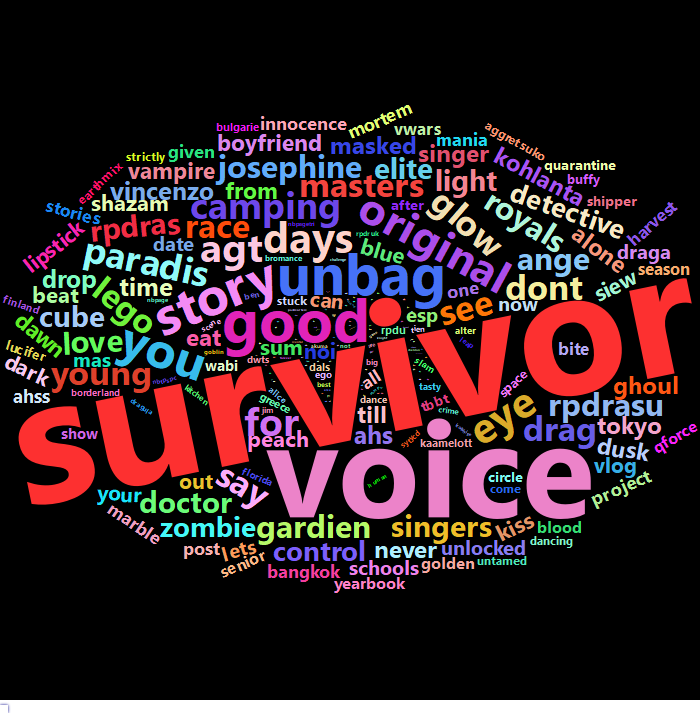 mortem
bulgarie innocence vwars
boyfriend masked mania aggretsuko
strictly given singer quarantine
earthmix vampire josephine elite kohlanta buffy
vincenzo from masters light detective shipper
stories shazam camping after original glow royals harvest
rpdras race rpdruk alone
lipstick date agt days blue ange draga
paradis story bromance challenge siew season
drop time unbag one dont
beat lego stuck can esp see now
finland cube you good rpdu alter
dawn love eat sum noi survivor
lucifer mas wabi dwts dals all bite
dark young ego best tasty space ghoul
ahss borderland kitchen alice greece dance tbbt crime rpdrasu
for jim till eye tokyo
show peach ahs kaamelott drag dusk qforce
say florida human voice circle vlog
your out come project
marble doctor
zombie gardien singers kiss blood
post lets control never unlocked dancing
senior bangkok schools golden untamed
yearbook